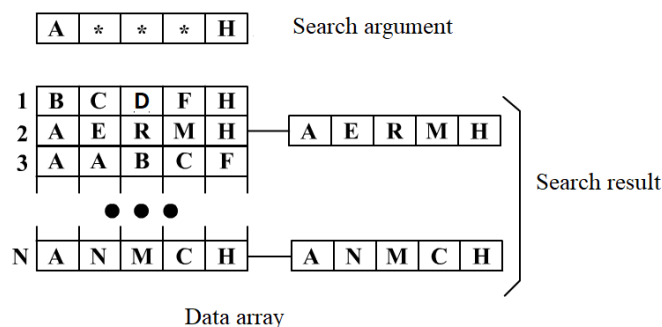 A * * * H Search argument
1 B C D F H
2 A E R M H A E R M H
3 A A B C F
Search result
N A N M C H A N M C H
Data array